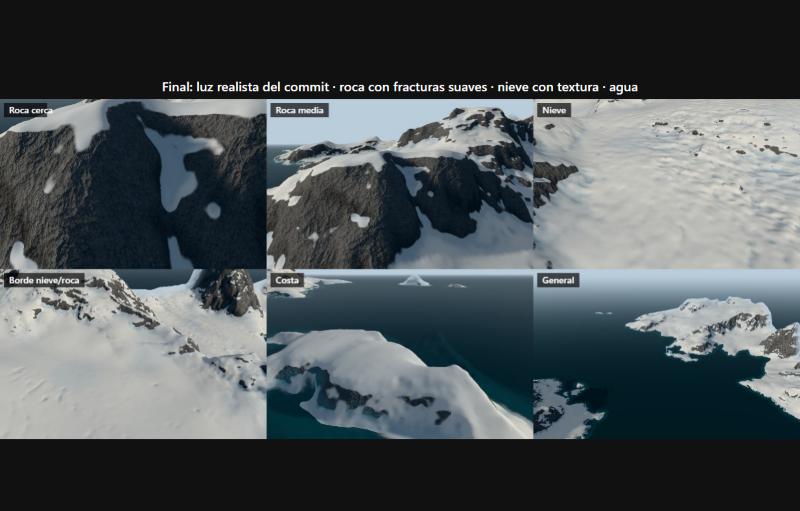 Final: luz realista del commit · roca con fracturas suaves · nieve con textura · agua
Roca cerca
Roca media
Nieve
Borde nieve/roca
Costa
General